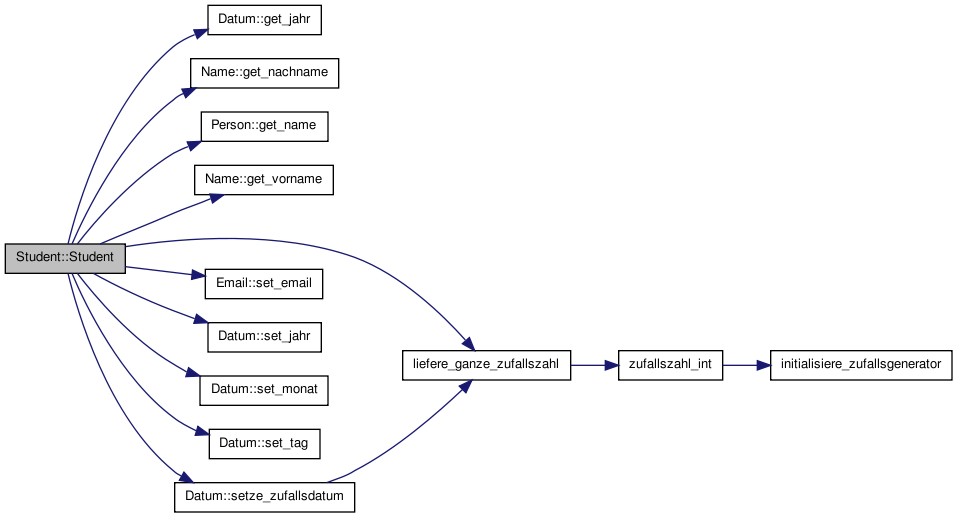 Datum::get_jahr
Name::get_nachname
Person::get_name
Name::get_vorname
Student::Student
Email::set_email
Datum::set_jahr
liefere_ganze_zufallszahl
zufallszahl_int
initialisiere_zufallsgenerator
Datum::set_monat
Datum::set_tag
Datum::setze_zufallsdatum